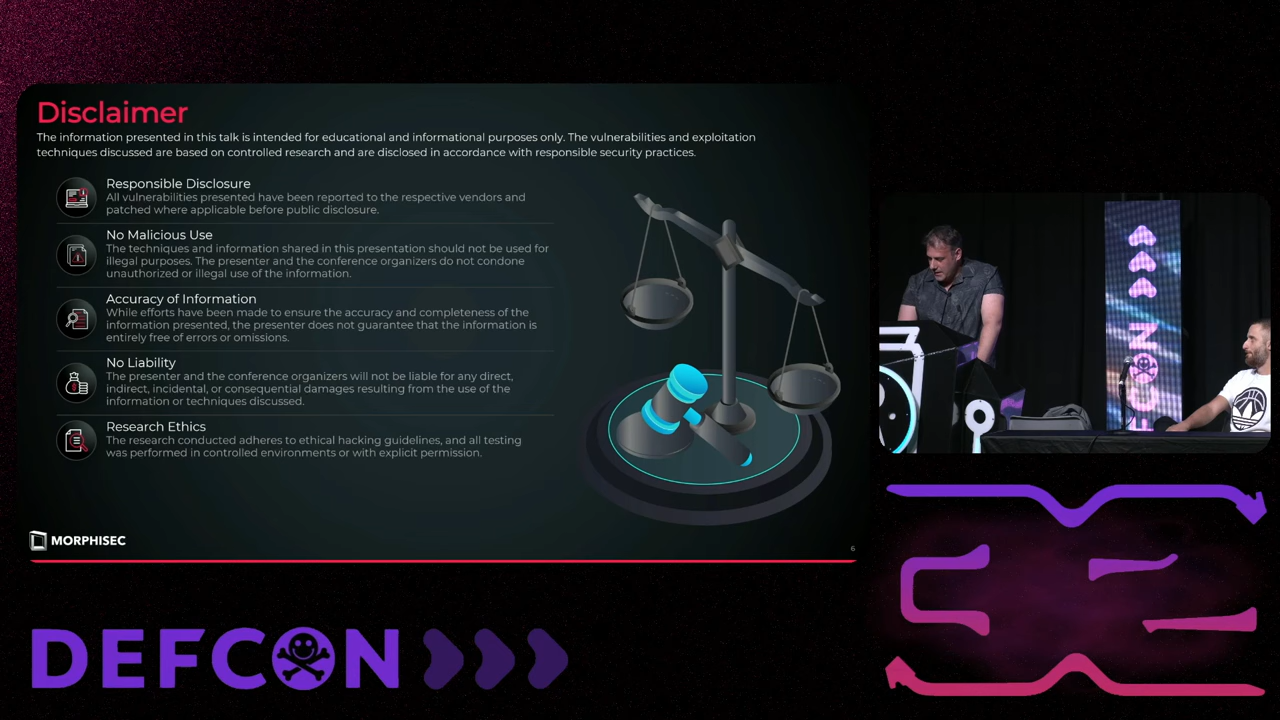 Disclaimer
The information presented in this talk is intended for educational and informational purposes only. The vulnerabilities and exploitation
techniques discussed are based on controlled research and are disclosed in accordance with responsible security practices.
Responsible Disclosure
All vulnerabilities presented have been reported to the respective vendors and
patched where applicable before public disclosure.
No Malicious Use
The techniques and information shared in this presentation should not be used for
illegal purposes. The presenter and the conference organizers do not condone
unauthorized or illegal use of the information.
Accuracy of Information
While efforts have been made to ensure the accuracy and completeness of the
information presented, the presenter does not guarantee that the information is
entirely free of errors or omissions.
No Liability
The presenter and the conference organizers will not be liable for any direct,
indirect, incidental, or consequential damages resulting from the use of the
information or techniques discussed.
Research Ethics
The research conducted adheres to ethical hacking guidelines, and all testing
was performed in controlled environments or with explicit permission.
MORPHISEC
6
DEFCON